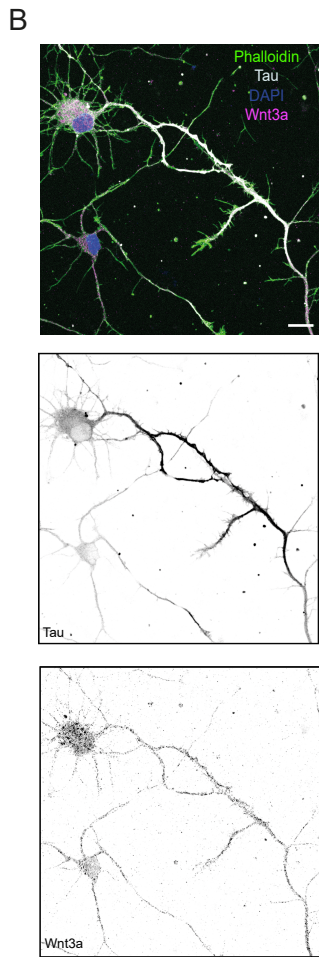 B
Phalloidin
Tau
DAPI
Wnt3a
Tau
Wnt3a